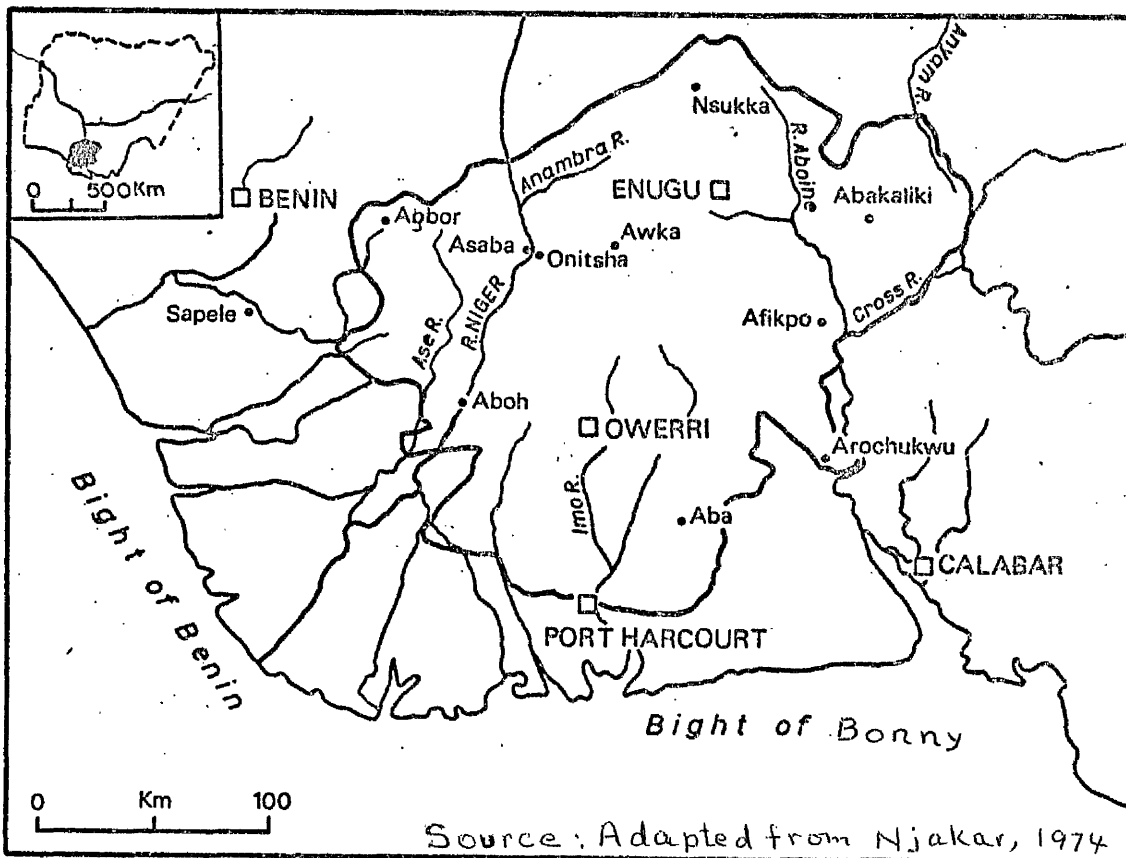 0 500Km
Nsukka
Anyam R.
R. Aboine
Anambra R.
BENIN
ENUGU
Abakaliki
Agbor
Asaba
Onitsha
Awka
Sapele
Ase R.
R. NIGER
Afikpo
Cross R.
Aboh
OWERRI
Arochukwu
Imo R.
Aba
CALABAR
PORT HARCOURT
Bight of Benin
Bight of Bonny
0 Km 100
Source : Adapted from Njakar, 1974